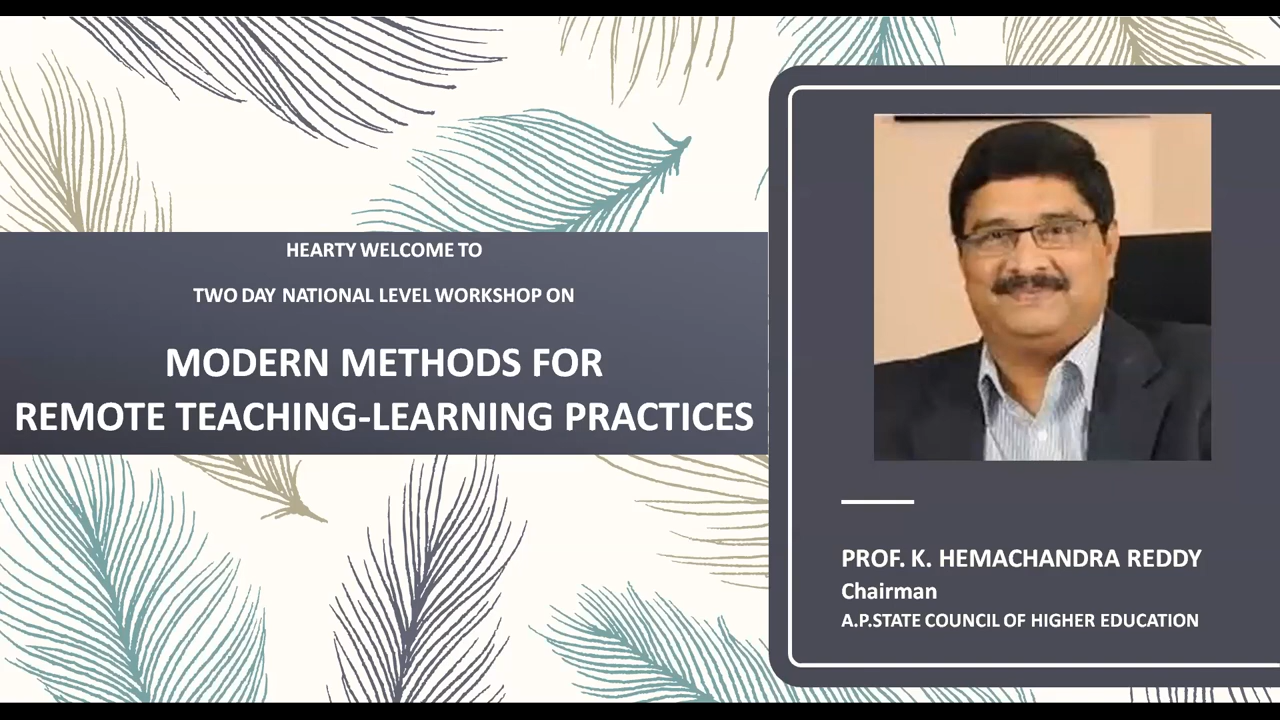 HEARTY WELCOME TO
TWO DAY NATIONAL LEVEL WORKSHOP ON
MODERN METHODS FOR
REMOTE TEACHING-LEARNING PRACTICES
PROF. K. HEMACHANDRA REDDY
Chairman
A.P.STATE COUNCIL OF HIGHER EDUCATION